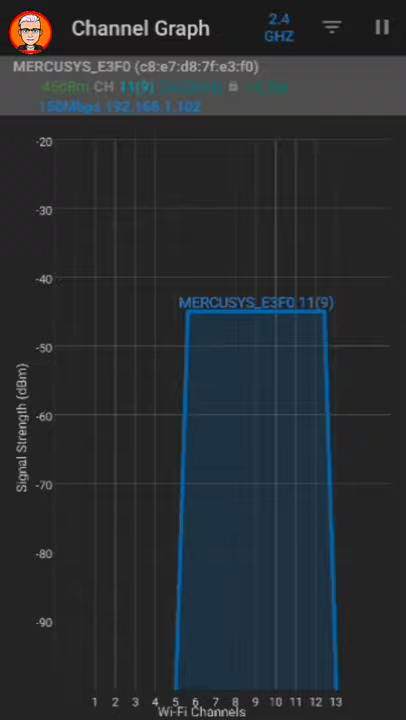 Channel Graph
2.4
GHZ
MERCUSYS_E3F0 (c8:e7:d8:7f:e3:f0)
-45dBm CH 11(9)
150Mbps 192.168.1.102
-20
-30
-40
MERCUSYS_E3F0 11(9)
-50
-60
-70
-80
-90
Signal Strength (dBm)
1 2 3 4 5 6 7 8 9 10 11 12 13
Wi-Fi Channels